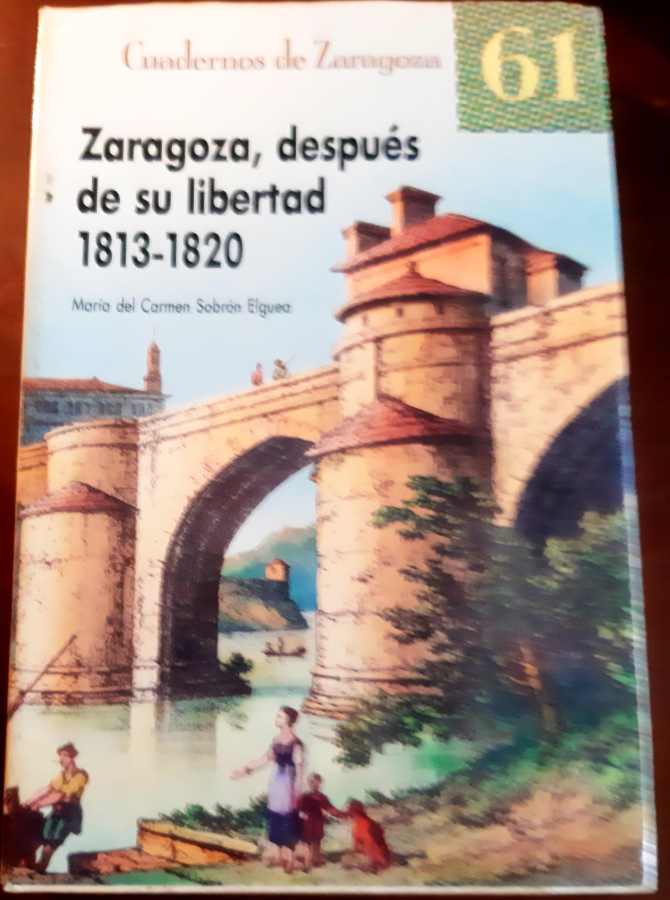 Cuadernos de Zaragoza
61
Zaragoza, después
de su libertad
1813-1820
María del Carmen Sobrón Elguea